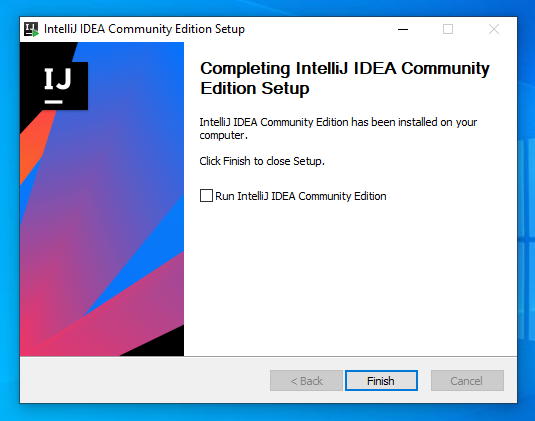 IntelliJ IDEA Community Edition Setup
IJ
Completing IntelliJ IDEA Community
Edition Setup
IntelliJ IDEA Community Edition has been installed on your
computer.
Click Finish to close Setup.
Run IntelliJ IDEA Community Edition
< Back
Finish
Cancel